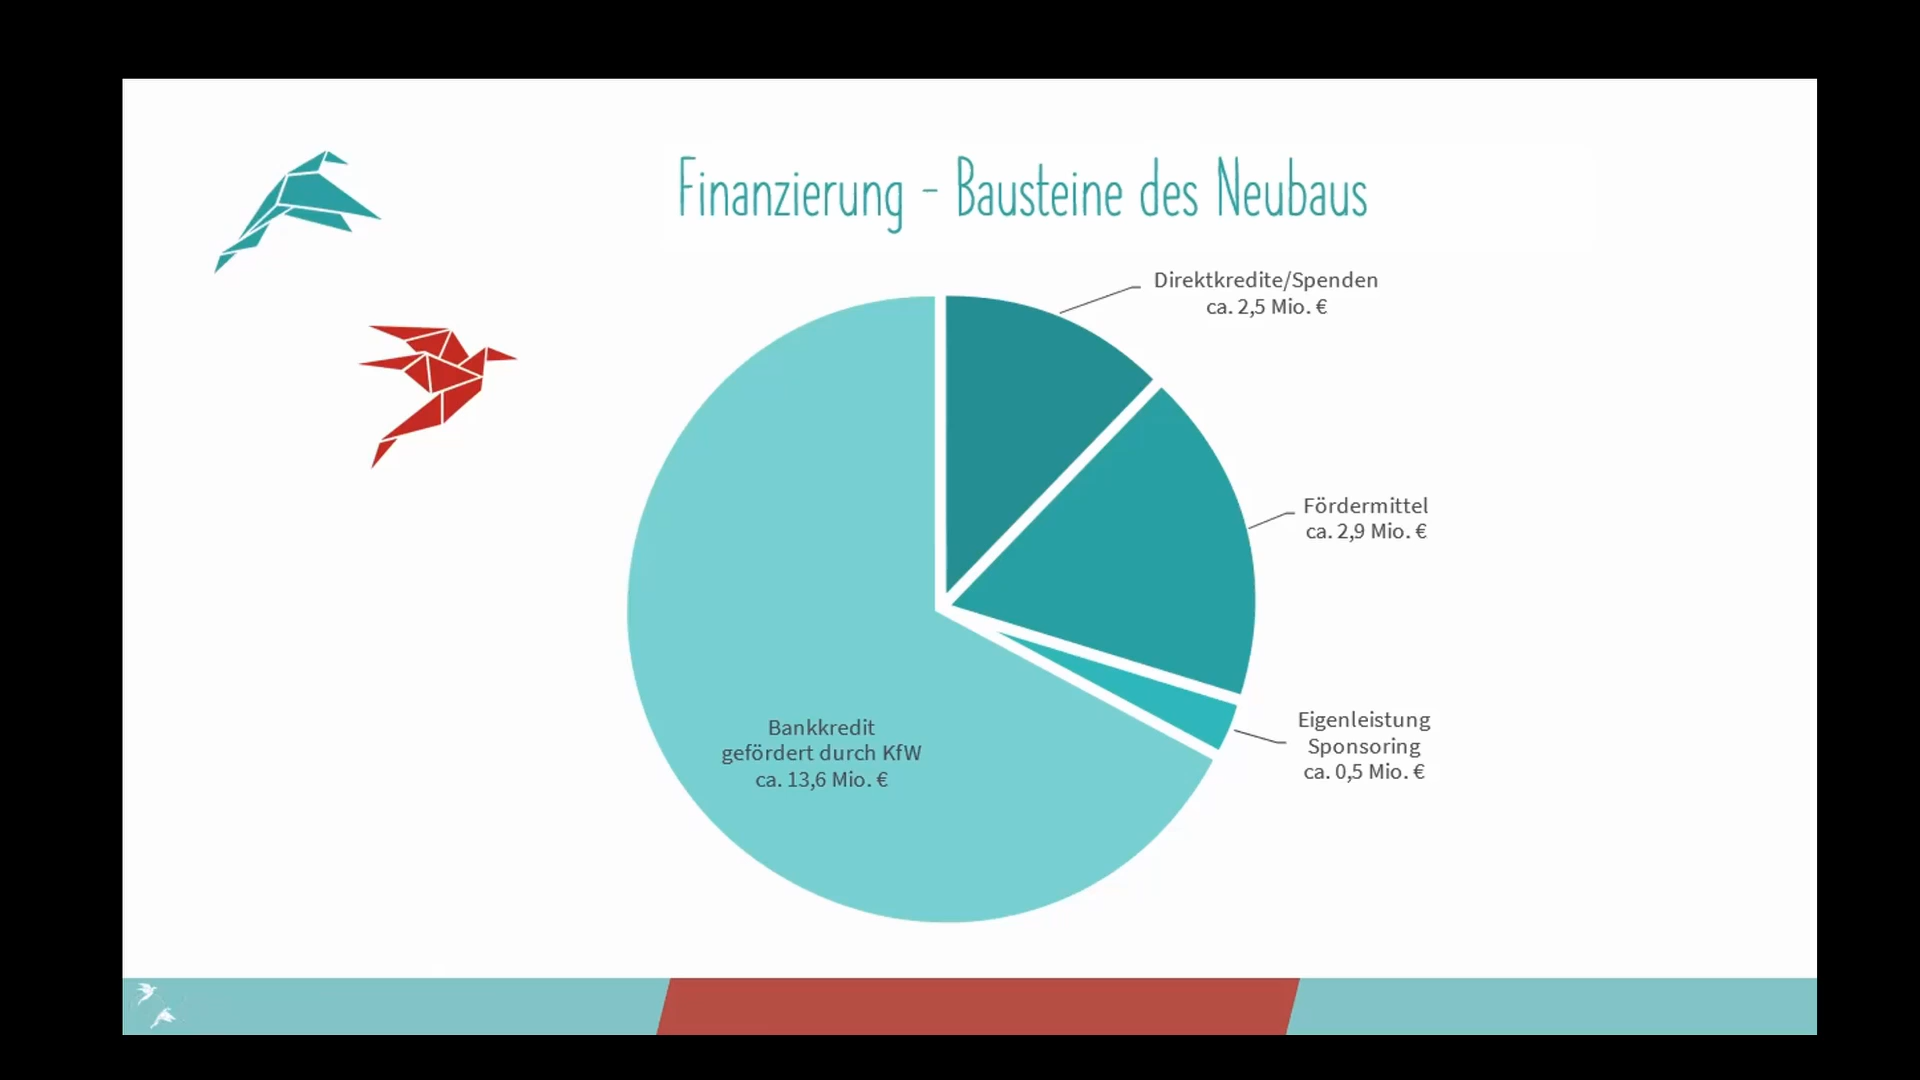 Finanzierung - Bausteine des Neubaus
Direktkredite/Spenden
ca. 2,5 Mio. €
Fördermittel
ca. 2,9 Mio. €
Eigenleistung
Sponsoring
ca. 0,5 Mio. €
Bankkredit
gefördert durch KfW
ca. 13,6 Mio. €